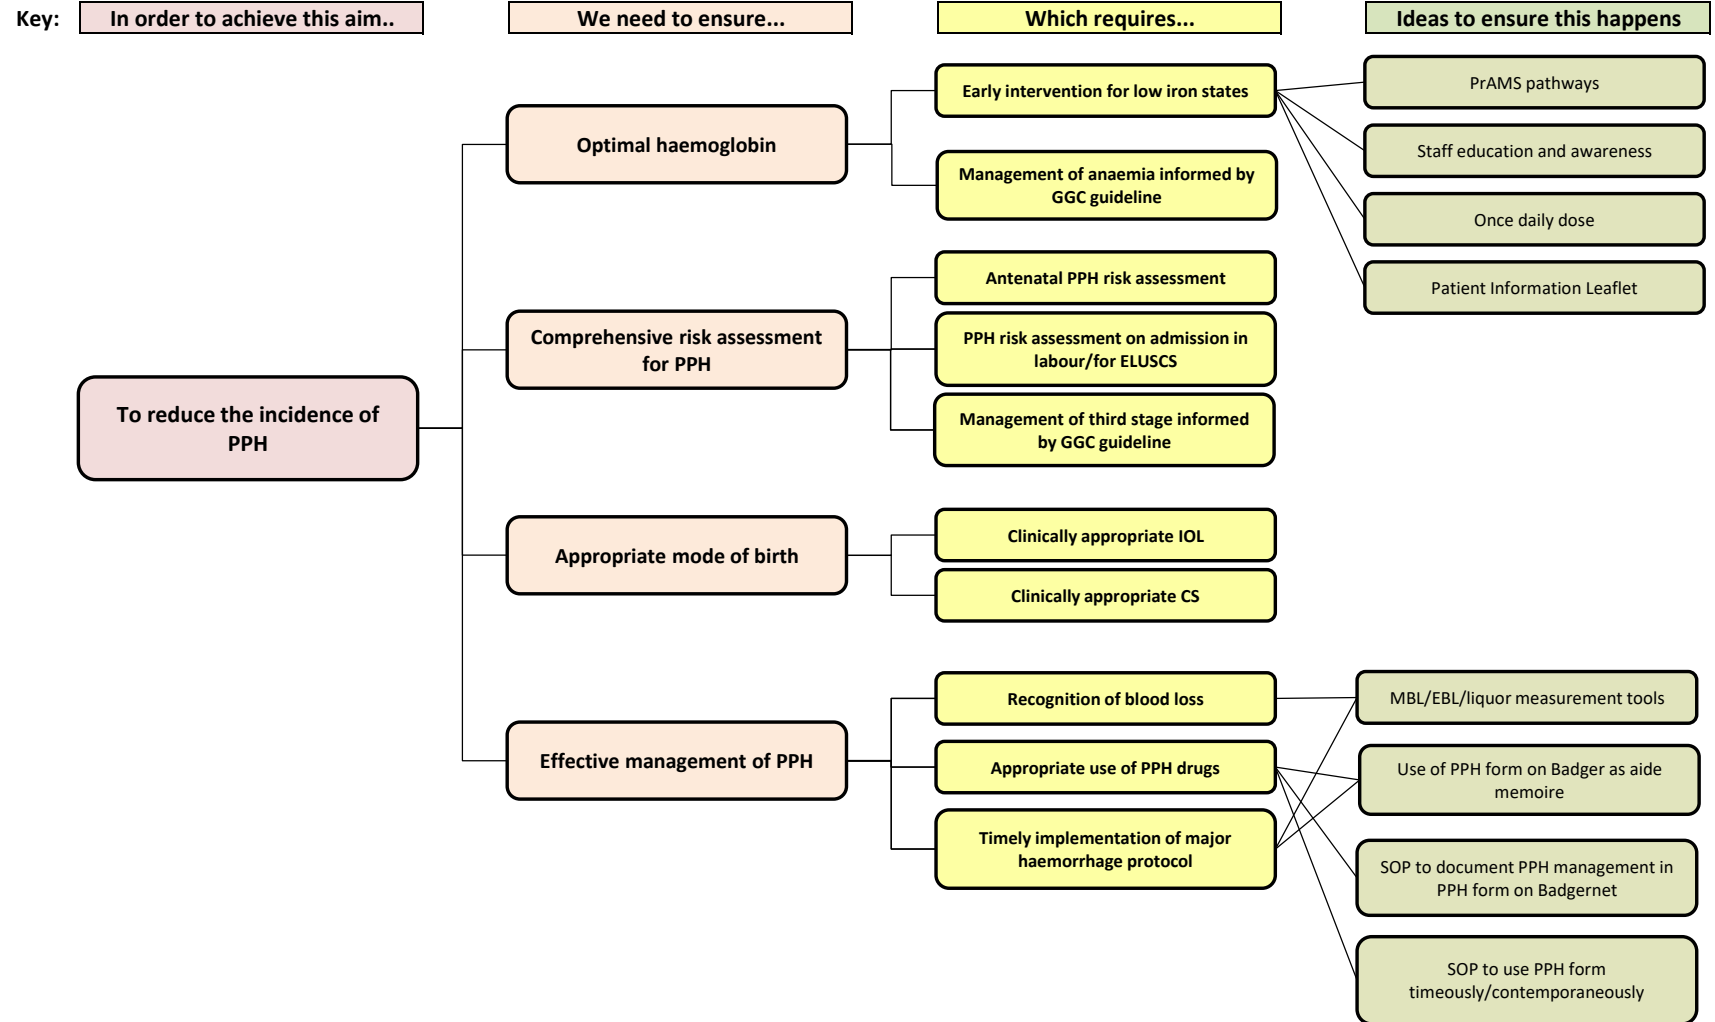 Key:
In order to achieve this aim..
We need to ensure...
Which requires...
Ideas to ensure this happens
To reduce the incidence of
PPH
Optimal haemoglobin
Comprehensive risk assessment
for PPH
Appropriate mode of birth
Effective management of PPH
Early intervention for low iron states
Management of anaemia informed by
GGC guideline
Antenatal PPH risk assessment
PPH risk assessment on admission in
labour/for ELUSCS
Management of third stage informed
by GGC guideline
Clinically appropriate IOL
Clinically appropriate CS
Recognition of blood loss
Appropriate use of PPH drugs
Timely implementation of major
haemorrhage protocol
PrAMS pathways
Staff education and awareness
Once daily dose
Patient Information Leaflet
MBL/EBL/liquor measurement tools
Use of PPH form on Badger as aide
memoire
SOP to document PPH management in
PPH form on Badgernet
SOP to use PPH form
timeously/contemporaneously